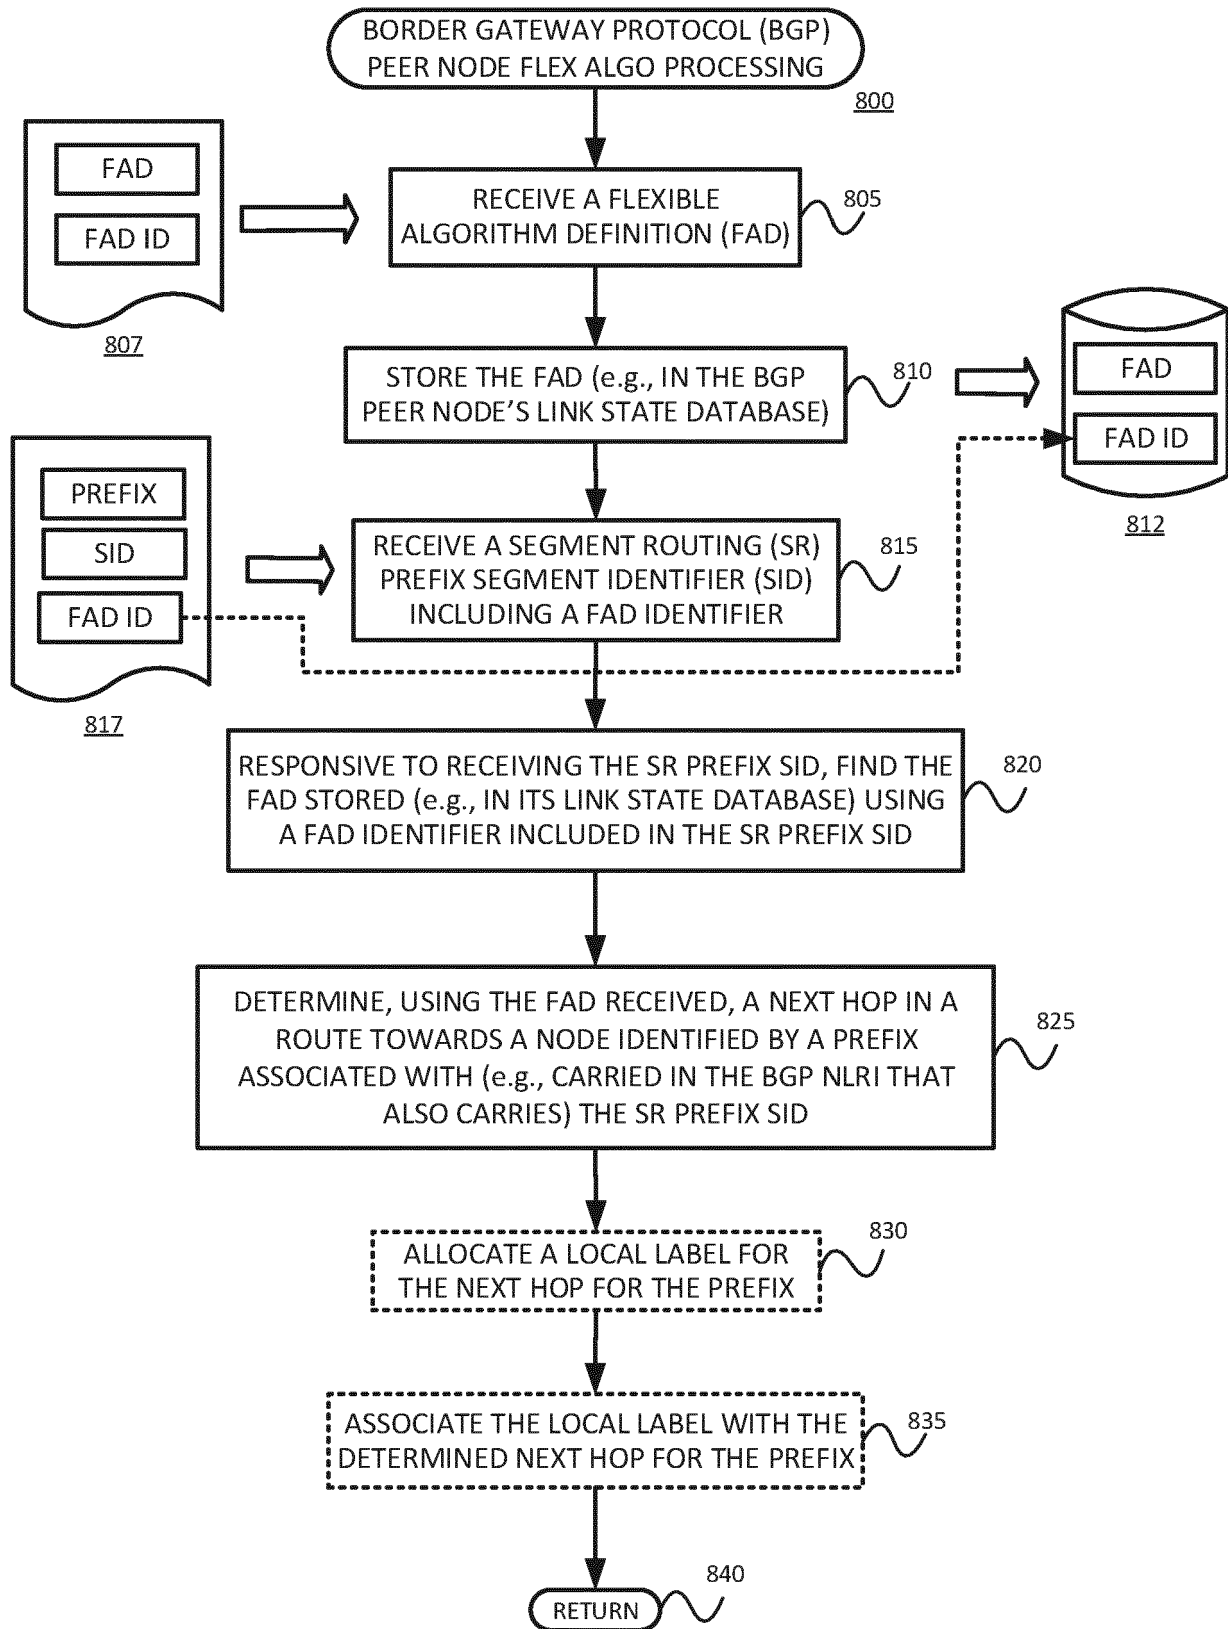 BORDER GATEWAY PROTOCOL (BGP)
PEER NODE FLEX ALGO PROCESSING
800
FAD
FAD ID
807
RECEIVE A FLEXIBLE
ALGORITHM DEFINITION (FAD)
805
STORE THE FAD (e.g., IN THE BGP
PEER NODE'S LINK STATE DATABASE)
810
FAD
FAD ID
812
PREFIX
SID
FAD ID
817
RECEIVE A SEGMENT ROUTING (SR)
PREFIX SEGMENT IDENTIFIER (SID)
INCLUDING A FAD IDENTIFIER
815
RESPONSIVE TO RECEIVING THE SR PREFIX SID, FIND THE
FAD STORED (e.g., IN ITS LINK STATE DATABASE) USING
A FAD IDENTIFIER INCLUDED IN THE SR PREFIX SID
820
DETERMINE, USING THE FAD RECEIVED, A NEXT HOP IN A
ROUTE TOWARDS A NODE IDENTIFIED BY A PREFIX
ASSOCIATED WITH (e.g., CARRIED IN THE BGP NLRI THAT
ALSO CARRIES) THE SR PREFIX SID
825
ALLOCATE A LOCAL LABEL FOR
THE NEXT HOP FOR THE PREFIX
830
ASSOCIATE THE LOCAL LABEL WITH THE
DETERMINED NEXT HOP FOR THE PREFIX
835
RETURN
840